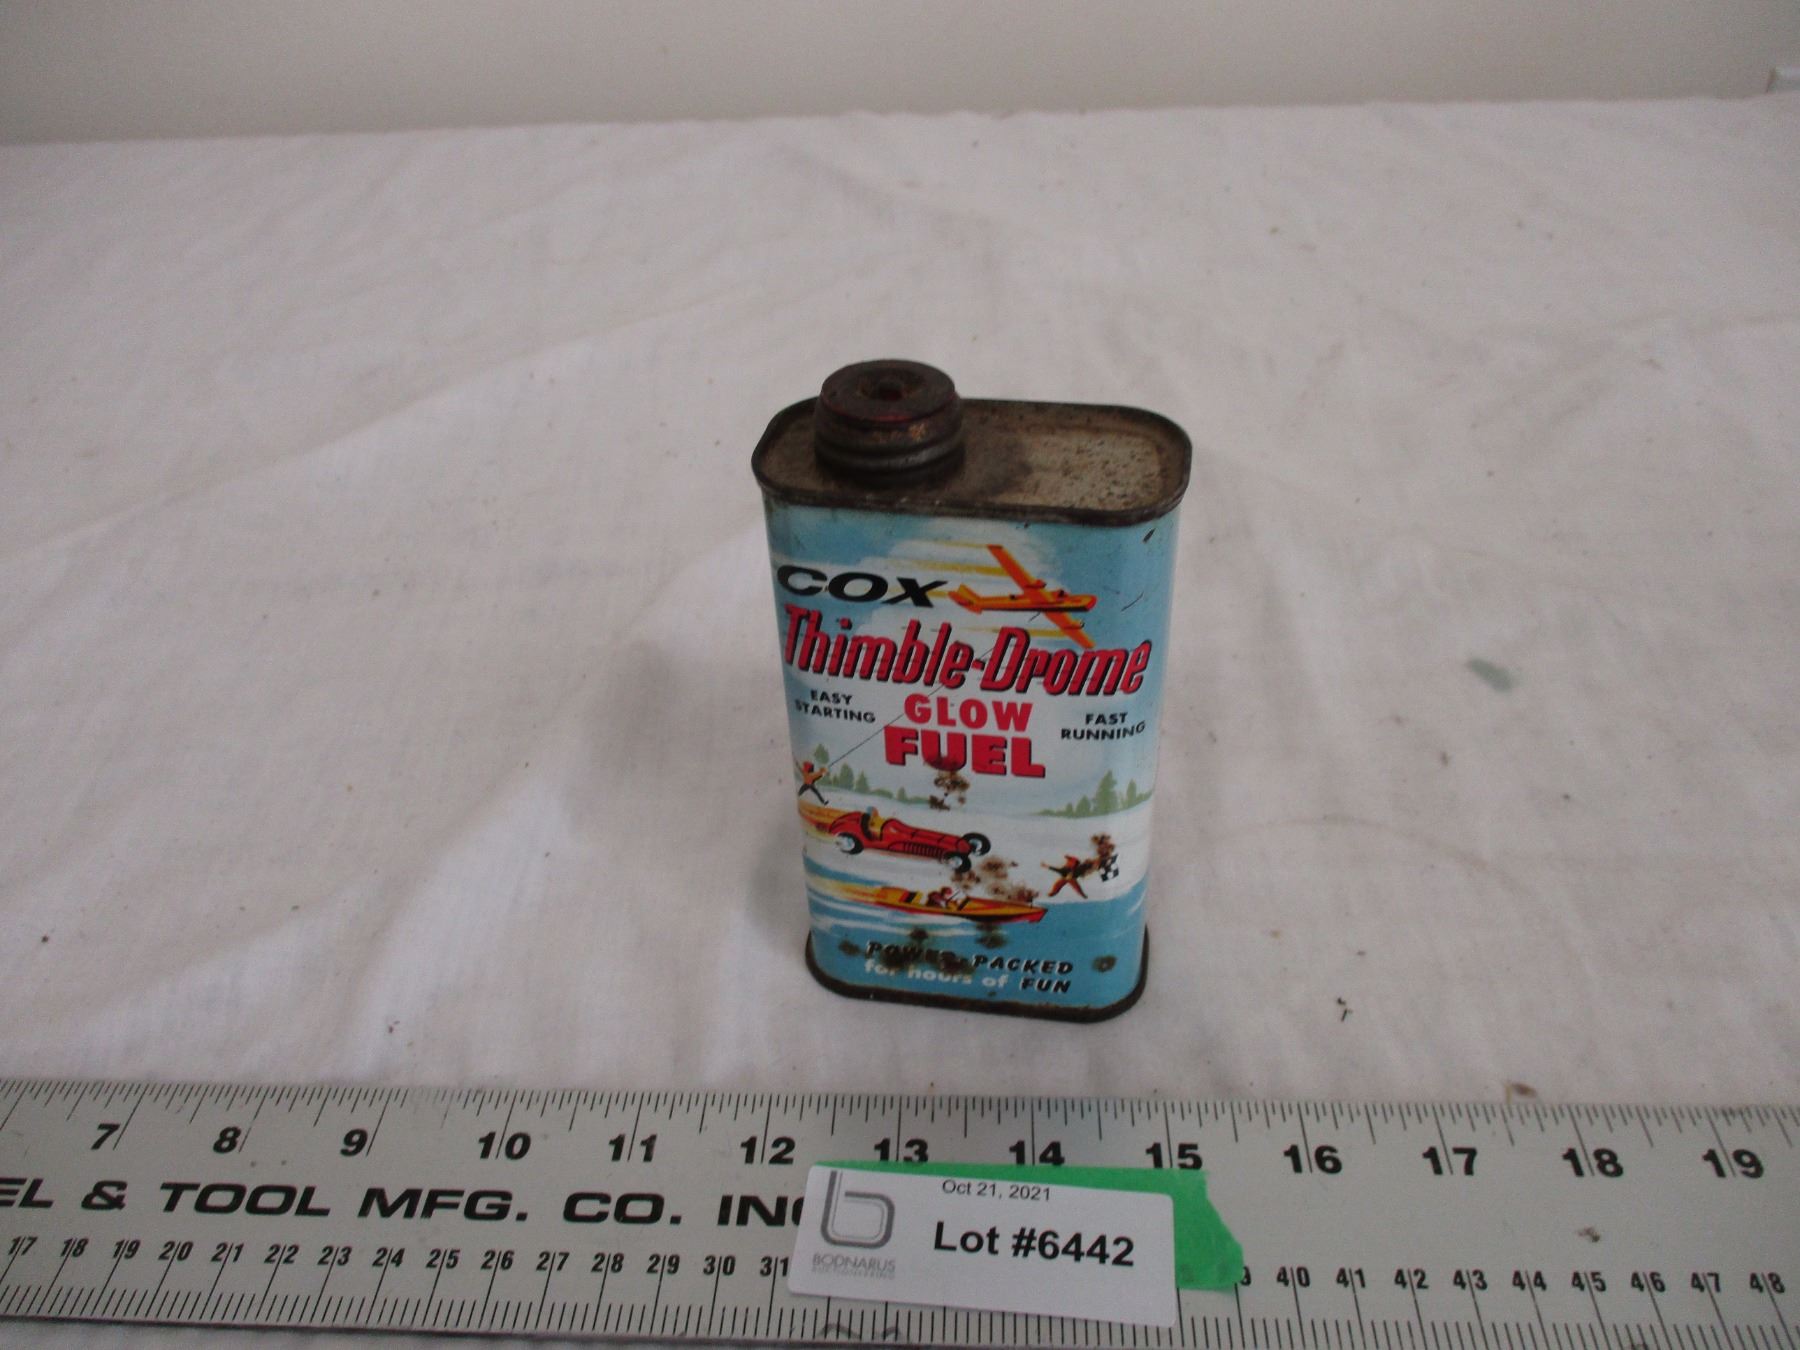 COX
Thimble-Drome
EASY STARTING
GLOW FUEL
FAST RUNNING
POWER-PACKED
for hours of FUN
7 8 9 10 11 12 13 14 15 16 17 18 19
& TOOL MFG. CO.
17 18 19 20 21 22 23 24 25 26 27 28 29 30 31
40 41 42 43 44 45 46 47 48
Oct 21, 2021
Lot #6442
BODNARUS
AUCTIONEERING